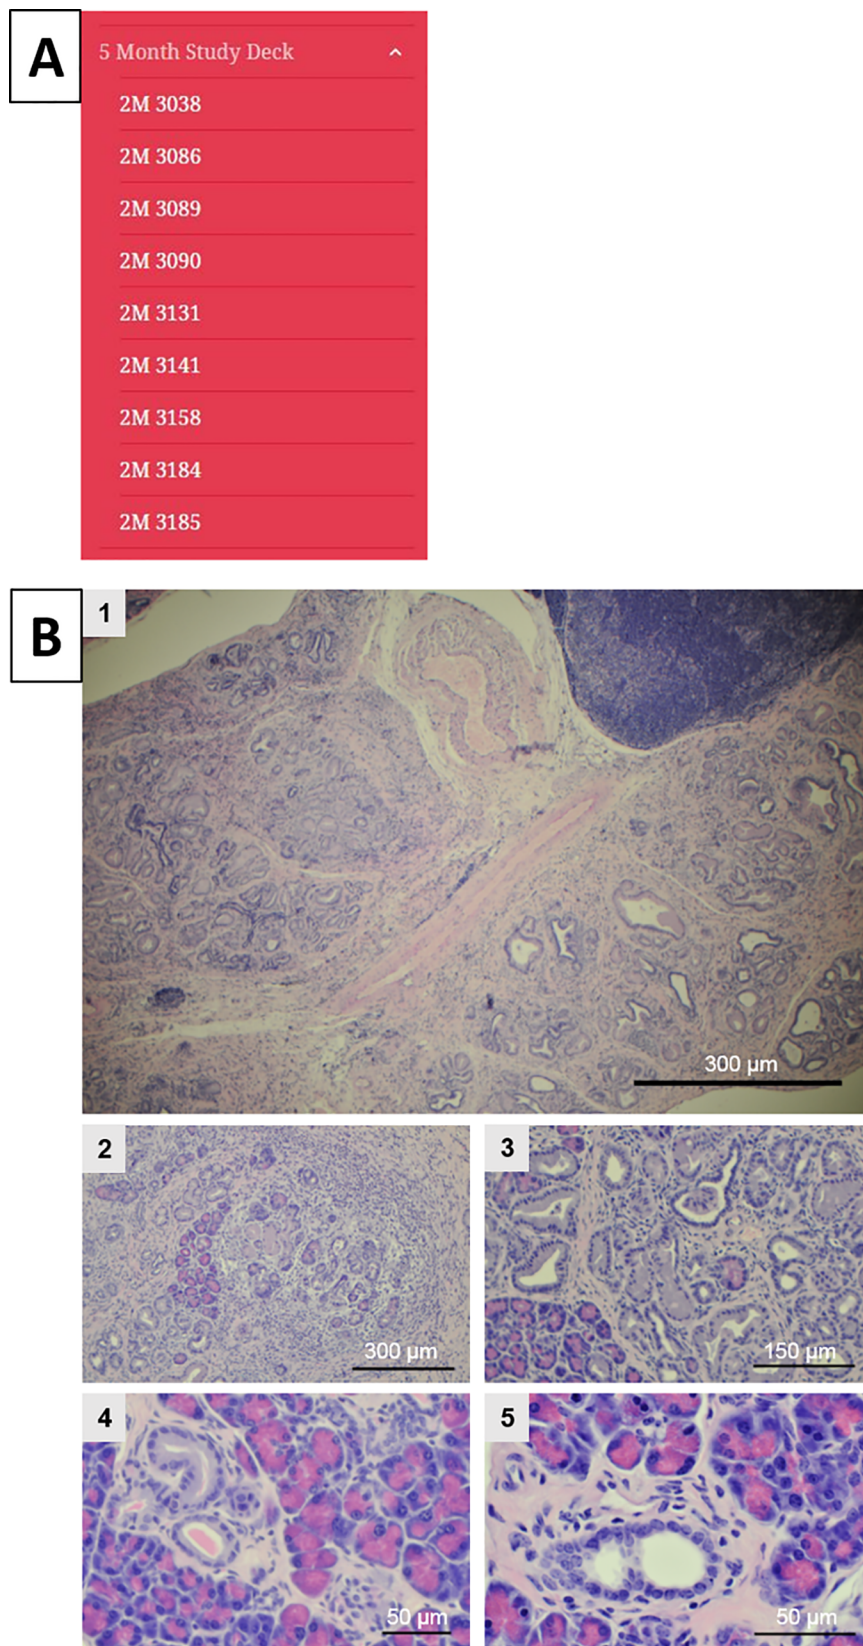 A
5 Month Study Deck
2M 3038
2M 3086
2M 3089
2M 3090
2M 3131
2M 3141
2M 3158
2M 3184
2M 3185
B
1
300 µm
2
300 µm
3
150 µm
4
50 µm
5
50 µm